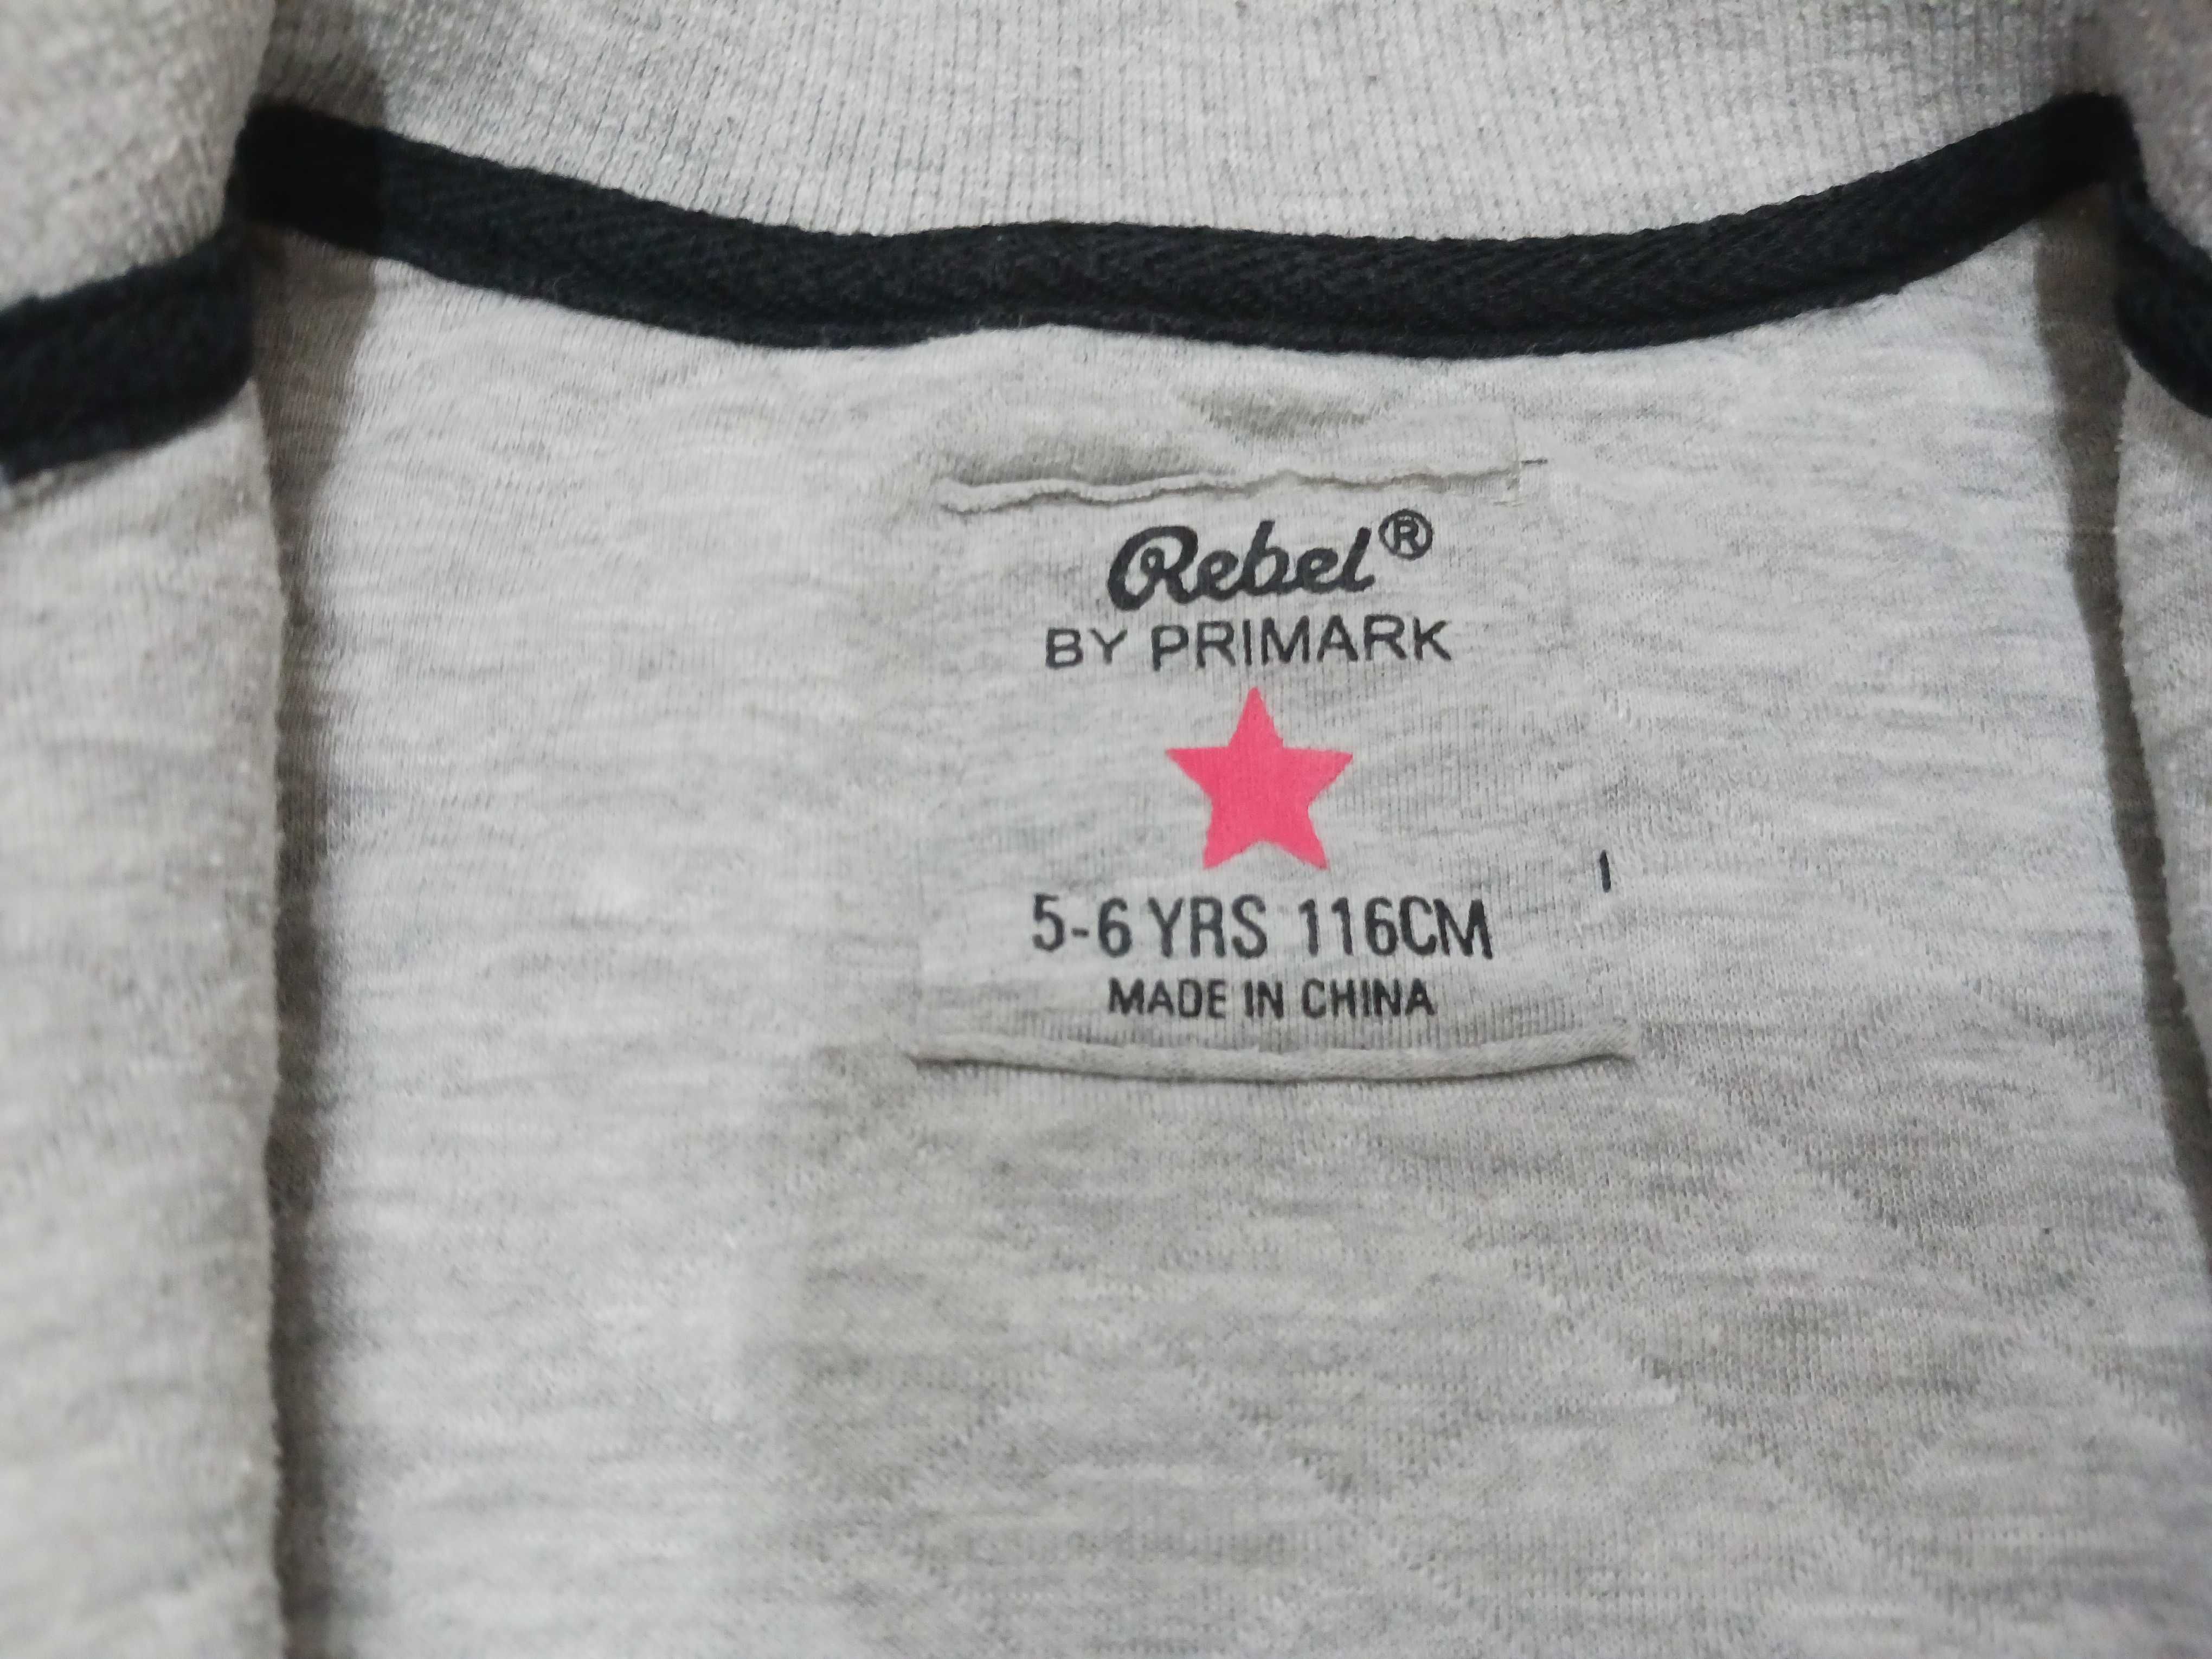 Rebel®
BY PRIMARK
5-6 YRS 116CM
MADE IN CHINA